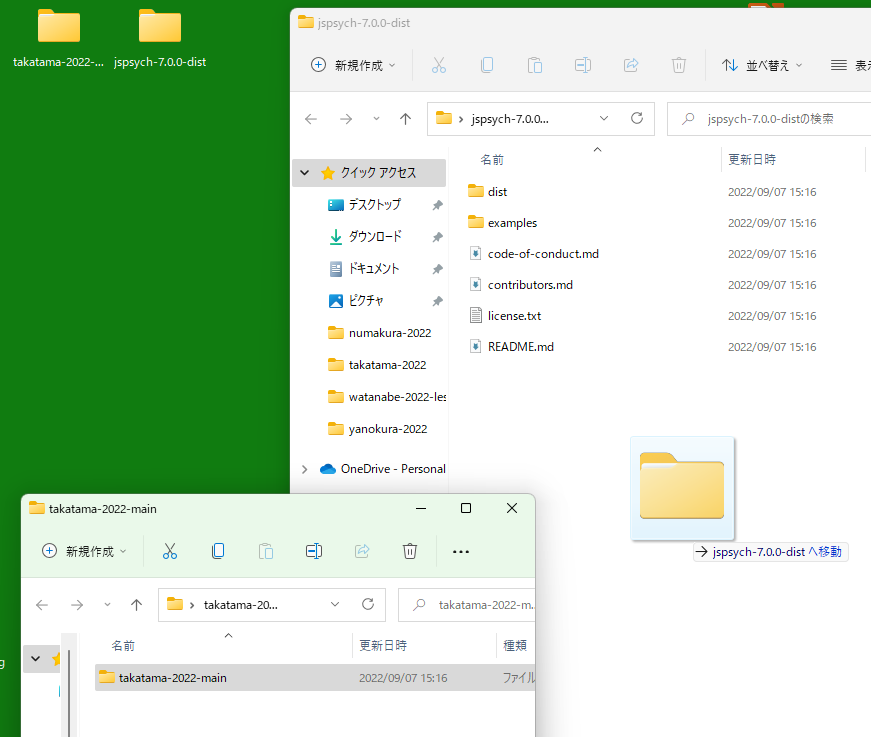 takatama-2022-...
jspsych-7.0.0-dist
jspsych-7.0.0-dist
新規作成
並べ替え
表示
jspsych-7.0.0...
jspsych-7.0.0-distの検索
名前
更新日時
クイック アクセス
デスクトップ
ダウンロード
ドキュメント
ピクチャ
numakura-2022
takatama-2022
watanabe-2022-les
yanokura-2022
OneDrive - Personal
dist 2022/09/07 15:16
examples 2022/09/07 15:16
code-of-conduct.md 2022/09/07 15:16
contributors.md 2022/09/07 15:16
license.txt 2022/09/07 15:16
README.md 2022/09/07 15:16
jspsych-7.0.0-dist へ移動
takatama-2022-main
新規作成
takatama-20...
takatama-2022-m...
名前
更新日時
種類
takatama-2022-main 2022/09/07 15:16 ファイル
g